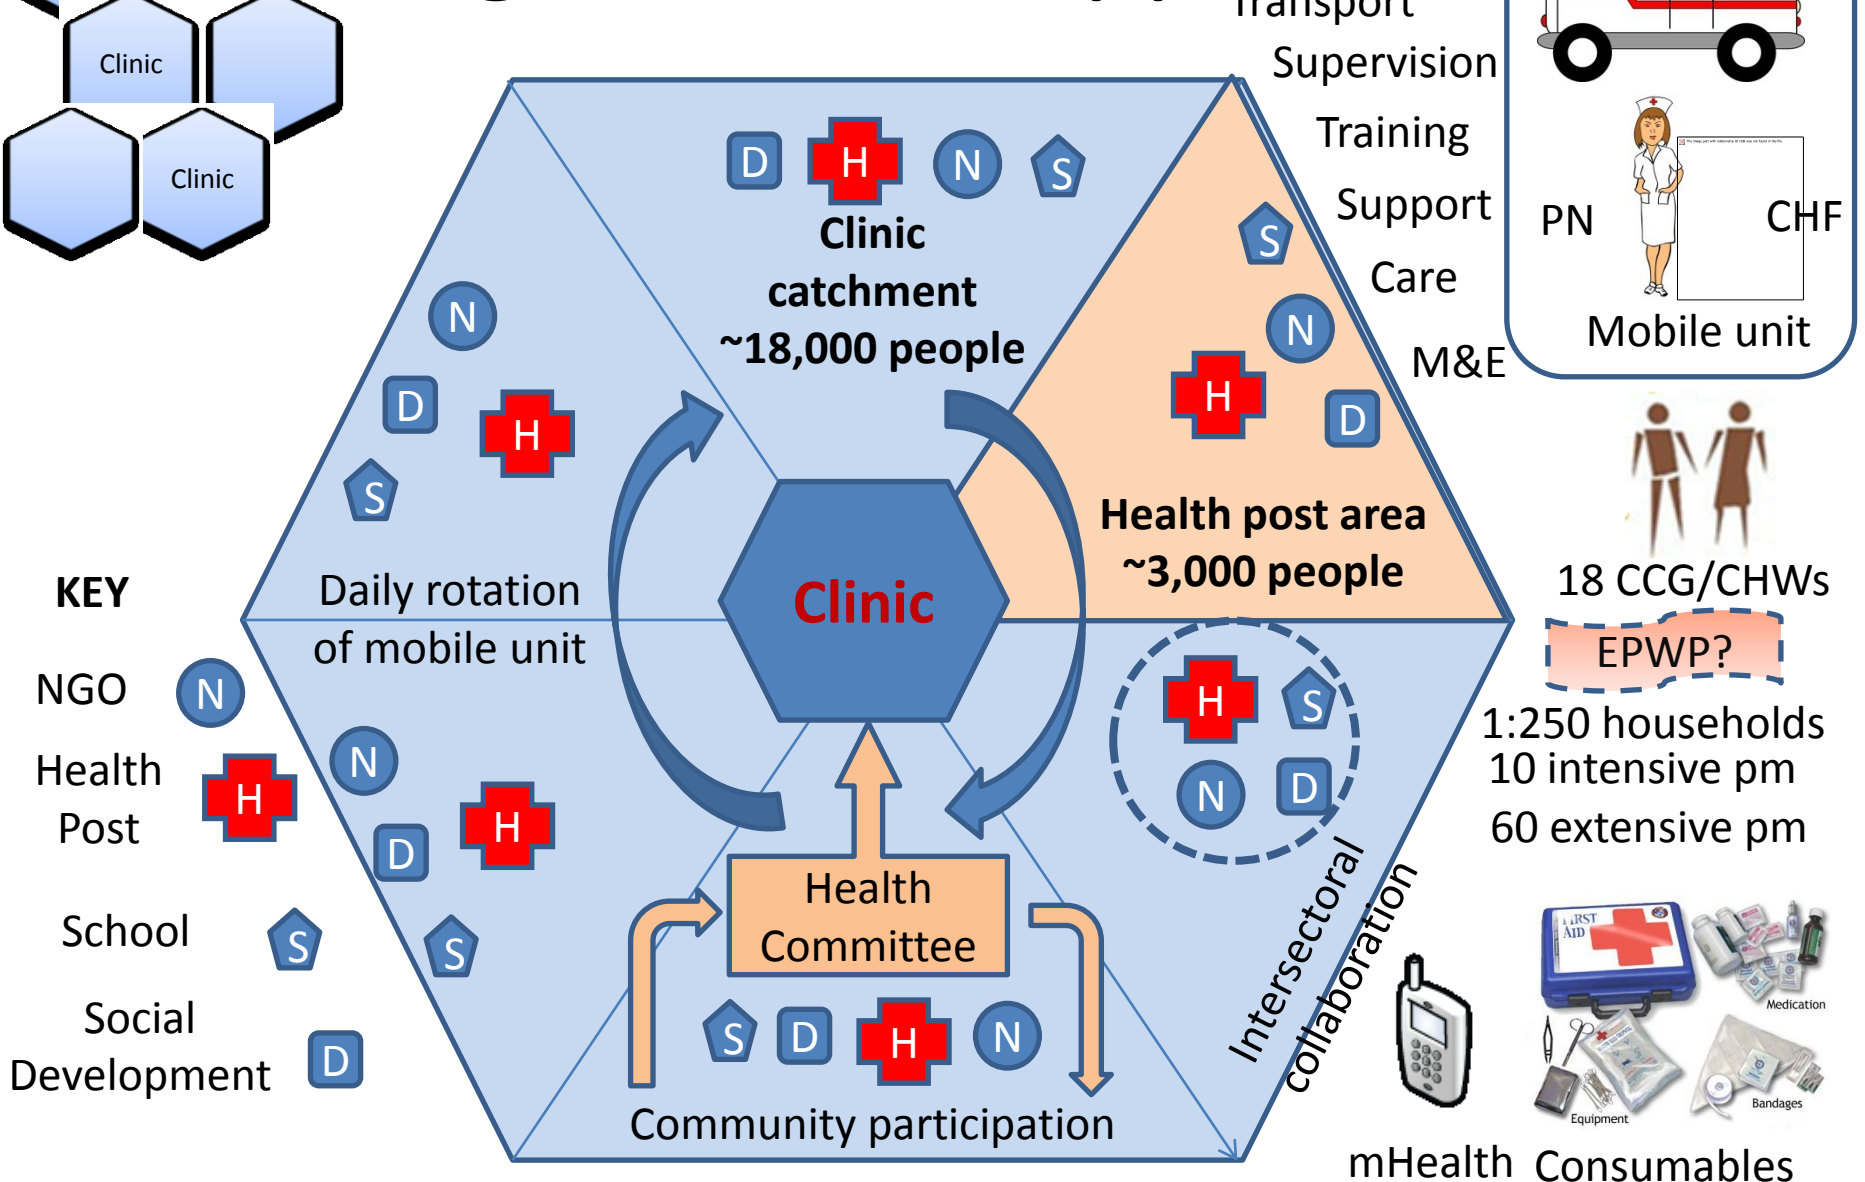 Transport
Supervision
Training
Support
Care
M&E
PN
CHF
Mobile unit
Clinic
Clinic
D H N S
Clinic
catchment
~18,000 people
N
D
H
S
S
N
H
D
Health post area
~3,000 people
Daily rotation
of mobile unit
Clinic
18 CCG/CHWs
EPWP?
1:250 households
10 intensive pm
60 extensive pm
KEY
NGO N
Health
Post
H
School S
Social
Development
D
N
H
D
S
H
S
N
D
Health
Committee
S D H N
Community participation
Intersectoral
collaboration
FIRST
AID
Medication
Equipment
Bandages
mHealth
Consumables